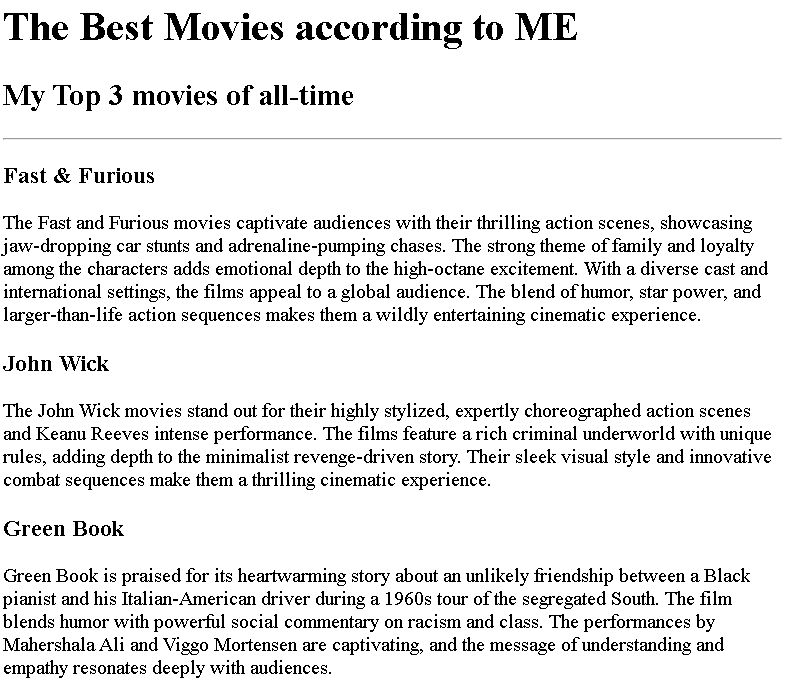 The Best Movies according to ME
My Top 3 movies of all-time
Fast & Furious
The Fast and Furious movies captivate audiences with their thrilling action scenes, showcasing
jaw-dropping car stunts and adrenaline-pumping chases. The strong theme of family and loyalty
among the characters adds emotional depth to the high-octane excitement. With a diverse cast and
international settings, the films appeal to a global audience. The blend of humor, star power, and
larger-than-life action sequences makes them a wildly entertaining cinematic experience.
John Wick
The John Wick movies stand out for their highly stylized, expertly choreographed action scenes
and Keanu Reeves intense performance. The films feature a rich criminal underworld with unique
rules, adding depth to the minimalist revenge-driven story. Their sleek visual style and innovative
combat sequences make them a thrilling cinematic experience.
Green Book
Green Book is praised for its heartwarming story about an unlikely friendship between a Black
pianist and his Italian-American driver during a 1960s tour of the segregated South. The film
blends humor with powerful social commentary on racism and class. The performances by
Mahershala Ali and Viggo Mortensen are captivating, and the message of understanding and
empathy resonates deeply with audiences.